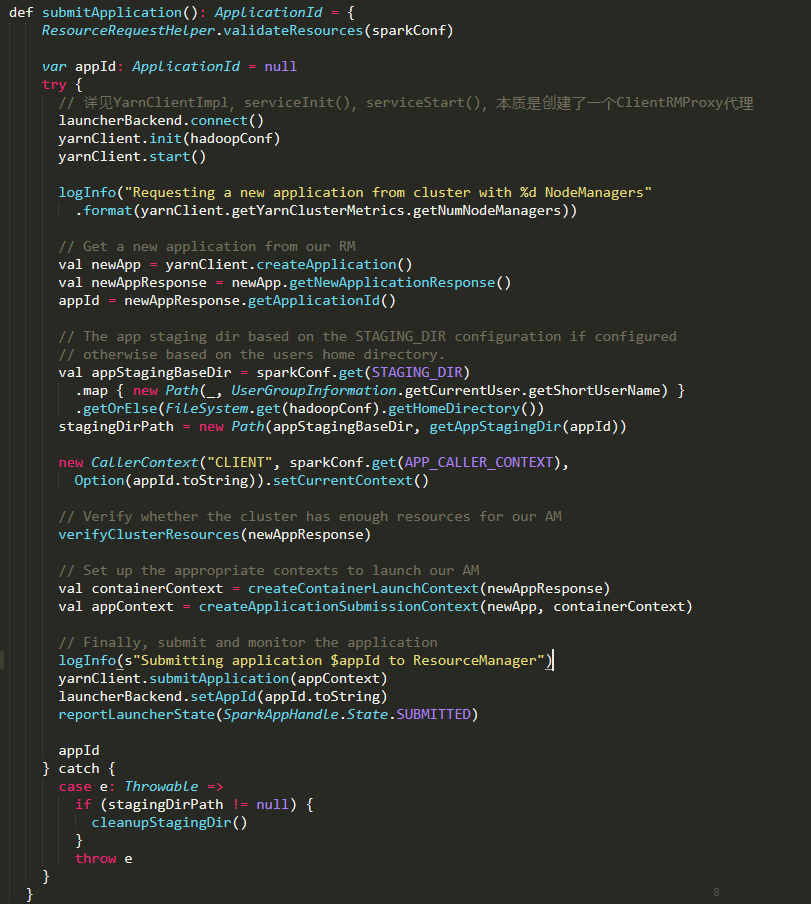 def submitApplication(): ApplicationId = {
ResourceRequestHelper.validateResources(sparkConf)
var appId: ApplicationId = null
try {
// 详见YarnClientImpl, serviceInit(), serviceStart(), 本质是创建了一个ClientRMProxy代理
launcherBackend.connect()
yarnClient.init(hadoopConf)
yarnClient.start()
logInfo("Requesting a new application from cluster with %d NodeManagers"
.format(yarnClient.getYarnClusterMetrics.getNumNodeManagers))
// Get a new application from our RM
val newApp = yarnClient.createApplication()
val newAppResponse = newApp.getNewApplicationResponse()
appId = newAppResponse.getApplicationId()
// The app staging dir based on the STAGING_DIR configuration if configured
// otherwise based on the users home directory.
val appStagingBaseDir = sparkConf.get(STAGING_DIR)
.map { new Path(_, UserGroupInformation.getCurrentUser.getShortUserName) }
.getOrElse(FileSystem.get(hadoopConf).getHomeDirectory())
stagingDirPath = new Path(appStagingBaseDir, getAppStagingDir(appId))
new CallerContext("CLIENT", sparkConf.get(APP_CALLER_CONTEXT),
Option(appId.toString)).setCurrentContext()
// Verify whether the cluster has enough resources for our AM
verifyClusterResources(newAppResponse)
// Set up the appropriate contexts to launch our AM
val containerContext = createContainerLaunchContext(newAppResponse)
val appContext = createApplicationSubmissionContext(newApp, containerContext)
// Finally, submit and monitor the application
logInfo(s"Submitting application $appId to ResourceManager")
yarnClient.submitApplication(appContext)
launcherBackend.setAppId(appId.toString)
reportLauncherState(SparkAppHandle.State.SUBMITTED)
appId
} catch {
case e: Throwable =>
if (stagingDirPath != null) {
cleanupStagingDir()
}
throw e
}
}
8